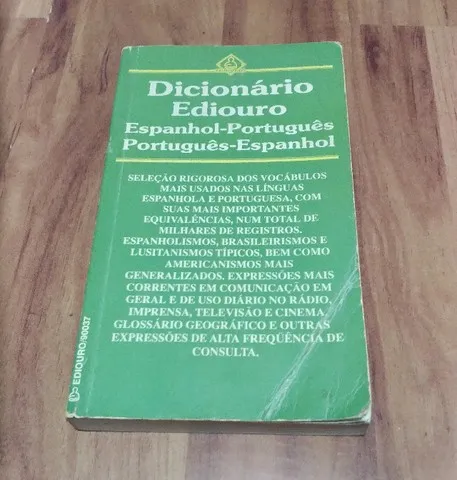 Dicionário
Ediouro
Espanhol-Português
Português-Espanhol
SELEÇÃO RIGOROSA DOS VOCÁBULOS
MAIS USADOS NAS LÍNGUAS
ESPANHOLA E PORTUGUESA, COM
SUAS MAIS IMPORTANTES
EQUIVALÊNCIAS, NUM TOTAL DE
MILHARES DE REGISTROS.
ESPANHOLISMOS, BRASILEIRISMOS E
LUSITANISMOS TÍPICOS, BEM COMO
AMERICANISMOS MAIS
GENERALIZADOS. EXPRESSÕES MAIS
CORRENTES EM COMUNICAÇÃO EM
GERAL E DE USO DIÁRIO NO RÁDIO,
IMPRENSA, TELEVISÃO E CINEMA.
GLOSSÁRIO GEOGRÁFICO E OUTRAS
EXPRESSÕES DE ALTA FREQÜÊNCIA DE
CONSULTA.
EDIOURO/90037